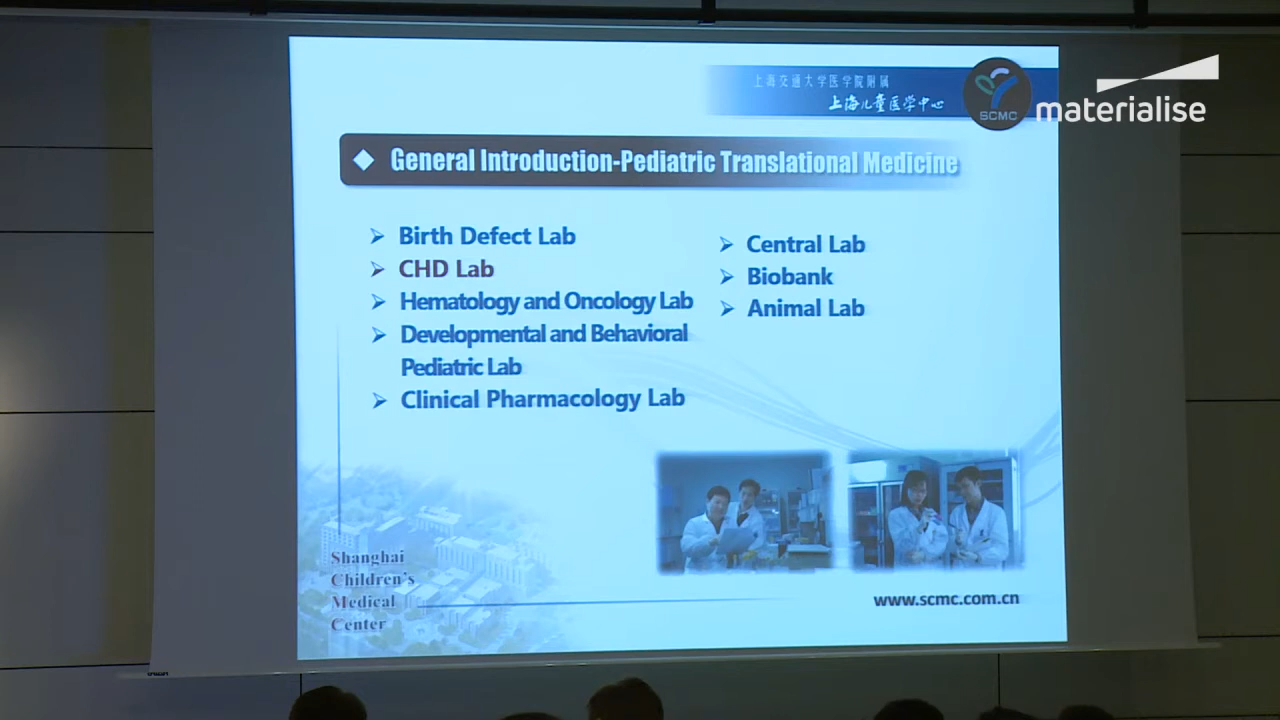 上海交通大学医学院附属
上海儿童医学中心
SCMC
materialise
General Introduction-Pediatric Translational Medicine
Birth Defect Lab
CHD Lab
Hematology and Oncology Lab
Developmental and Behavioral
Pediatric Lab
Clinical Pharmacology Lab
Central Lab
Biobank
Animal Lab
Shanghai
Children's
Medical
Center
www.scmc.com.cn